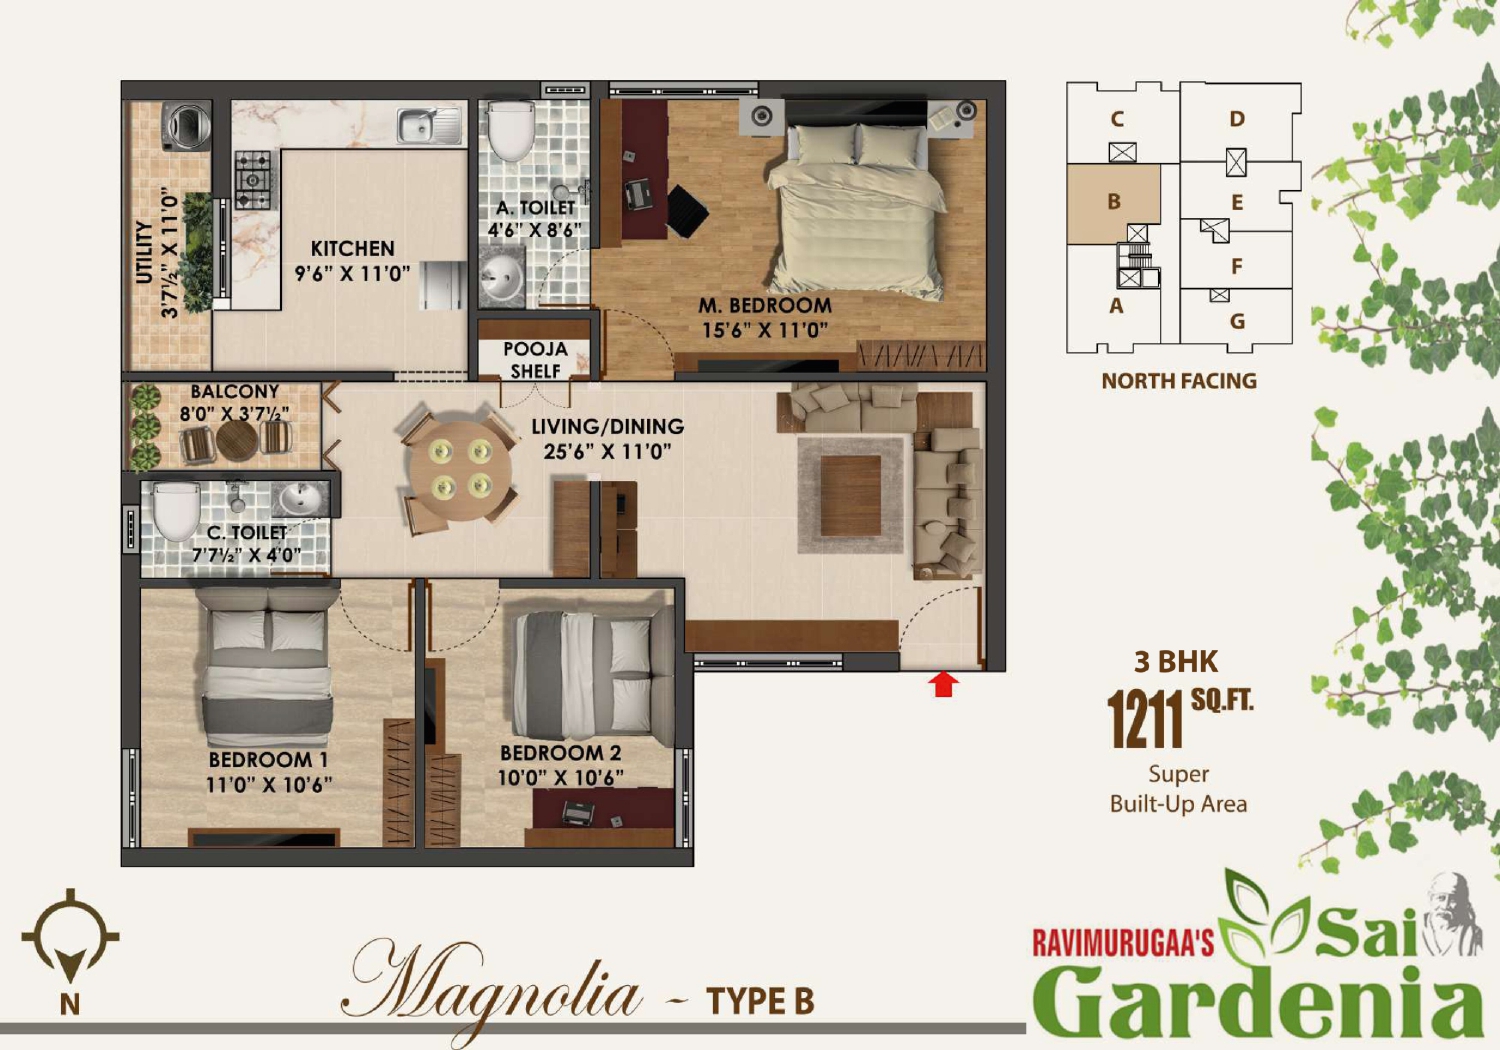 UTILITY
3'7½" X 11'0"
KITCHEN
9'6" X 11'0"
A. TOILET
4'6" X 8'6"
M. BEDROOM
15'6" X 11'0"
POOJA
SHELF
BALCONY
8'0" X 3'7½"
LIVING/DINING
25'6" X 11'0"
C. TOILET
7'7½" X 4'0"
BEDROOM 1
11'0" X 10'6"
BEDROOM 2
10'0" X 10'6"
C
D
B
E
F
A
G
NORTH FACING
3 BHK
1211 SQ.FT.
Super
Built-Up Area
N
Magnolia ~ TYPE B
RAVIMURUGAA'S Sai
Gardenia